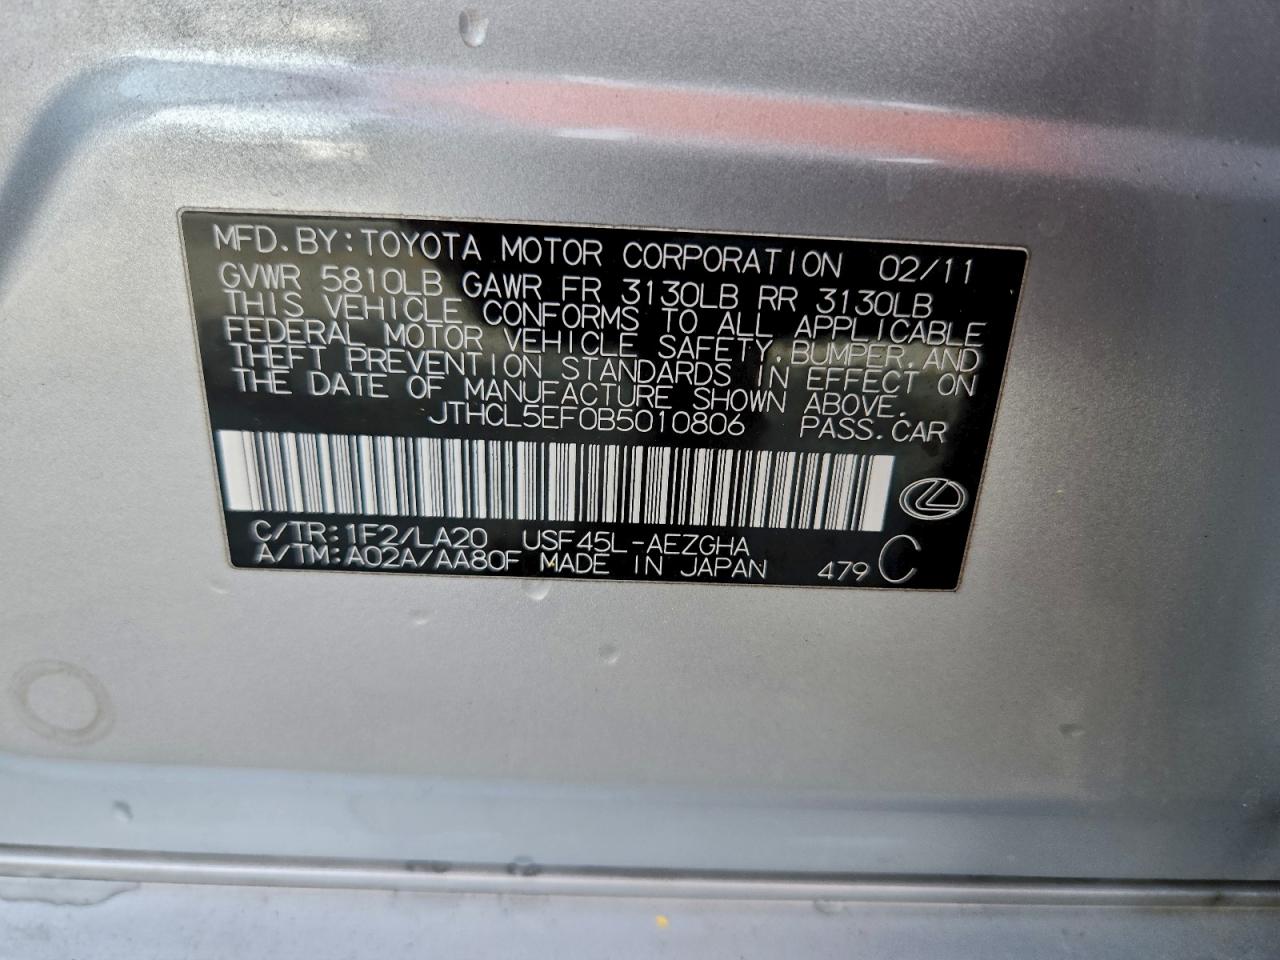 MFD.BY:TOYOTA MOTOR CORPORATION 02/11
GVWR 5810LB GAWR FR 3130LB RR 3130LB
THIS VEHICLE CONFORMS TO ALL APPLICABLE
FEDERAL MOTOR VEHICLE SAFETY,BUMPER,AND
THEFT PREVENTION STANDARDS IN EFFECT ON
THE DATE OF MANUFACTURE SHOWN ABOVE.
JTHCL5EF0B5010806 PASS.CAR
C/TR:1F2/LA20 USF45L-AEZGHA
A/TM:A02A/AA80F MADE IN JAPAN 479 C